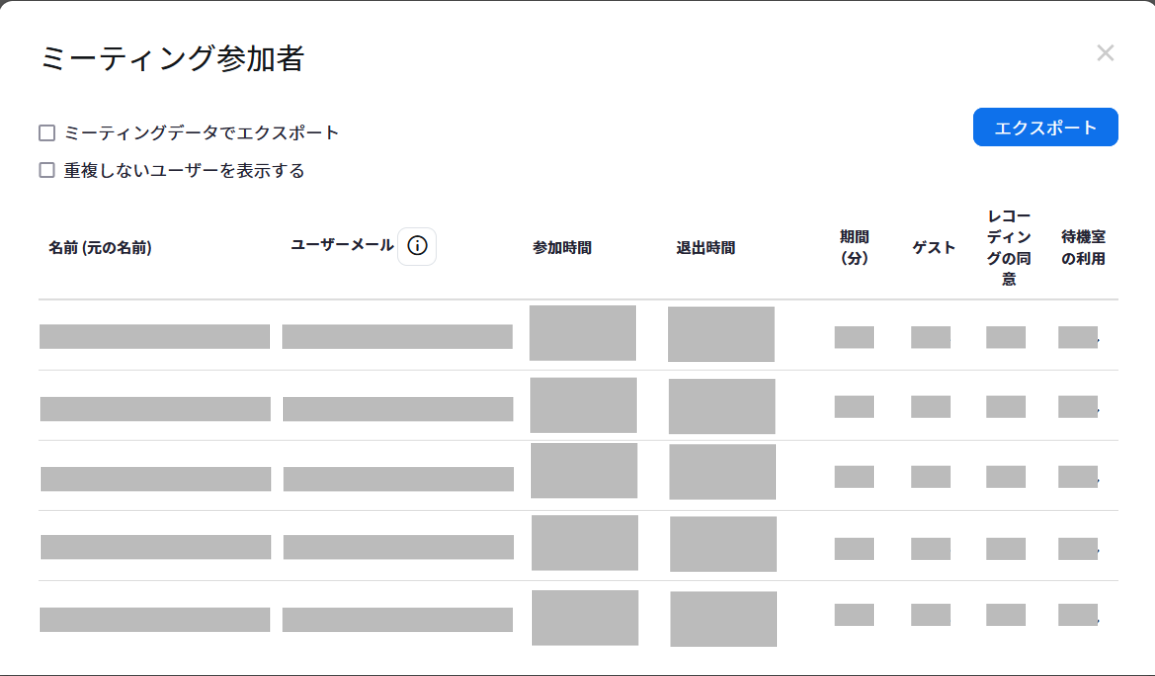 ミーティング参加者
ミーティングデータでエクスポート
エクスポート
重複しないユーザーを表示する
名前 (元の名前)
ユーザーメール
参加時間
退出時間
期間
(分)
ゲスト
レコー
ディン
グの同
意
待機室
の利用